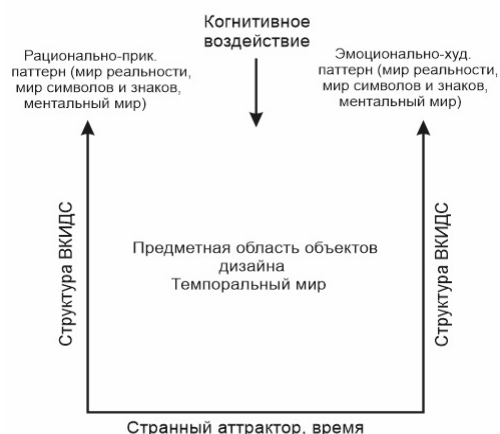 Когнитивное
воздействие
Рационально-прик.
паттерн (мир реальности,
мир символов и знаков,
ментальный мир)
Эмоционально-худ.
паттерн (мир реальности,
мир символов и знаков,
ментальный мир)
Структура ВКИДС
Предметная область объектов
дизайна
Темпоральный мир
Структура ВКИДС
Странный аттрактор, время